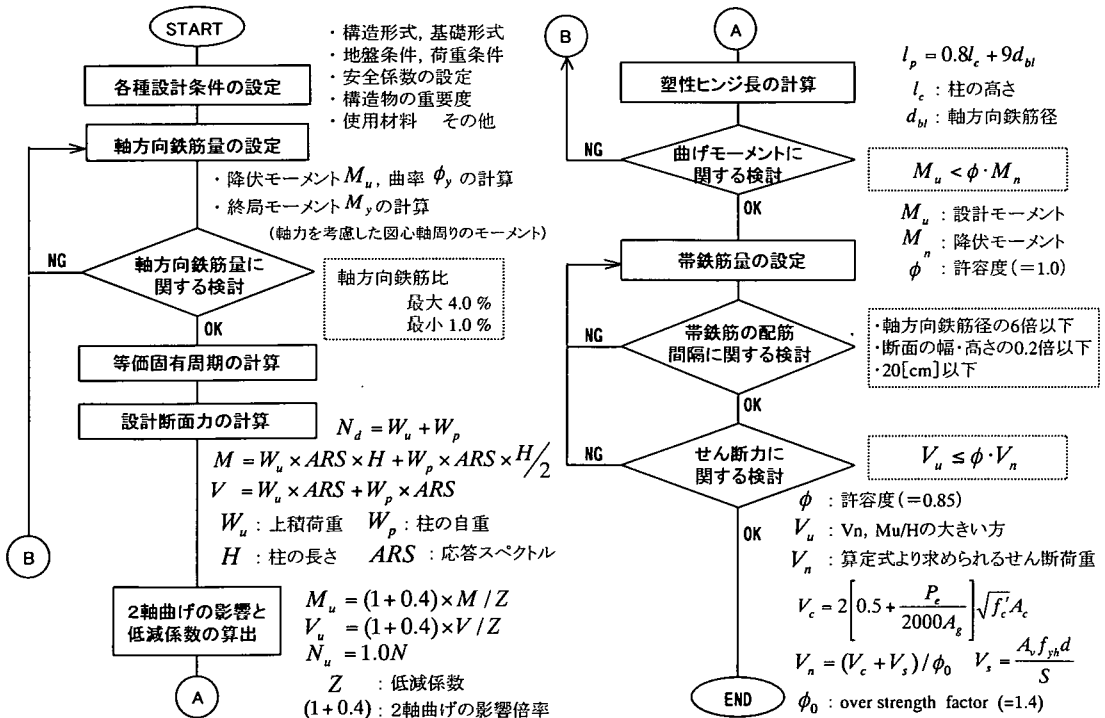 START
・構造形式, 基礎形式
・地盤条件, 荷重条件
・安全係数の設定
・構造物の重要度
・使用材料 その他
各種設計条件の設定
軸方向鉄筋量の設定
・降伏モーメント M_u, 曲率 φ_y の計算
・終局モーメント M_y の計算
(軸力を考慮した図心軸周りのモーメント)
NG
軸方向鉄筋量に
関する検討
軸方向鉄筋比
最大 4.0 %
最小 1.0 %
OK
等価固有周期の計算
設計断面力の計算
N_d = W_u + W_p
M = W_u × ARS × H + W_p × ARS × H/2
V = W_u × ARS + W_p × ARS
W_u : 上積荷重 W_p : 柱の自重
H : 柱の長さ ARS : 応答スペクトル
B
2軸曲げの影響と
低減係数の算出
M_u = (1+0.4) × M / Z
V_u = (1+0.4) × V / Z
N_u = 1.0N
Z : 低減係数
(1+0.4) : 2軸曲げの影響倍率
A
B
A
塑性ヒンジ長の計算
l_p = 0.8l_c + 9d_bl
l_c : 柱の高さ
d_bl : 軸方向鉄筋径
NG
曲げモーメントに
関する検討
M_u < φ·M_n
OK
M_u : 設計モーメント
M_n : 降伏モーメント
φ : 許容度(=1.0)
帯鉄筋量の設定
NG
帯鉄筋の配筋
間隔に関する検討
・軸方向鉄筋径の6倍以下
・断面の幅・高さの0.2倍以下
・20[cm]以下
OK
NG
せん断力に
関する検討
V_u ≤ φ·V_n
OK
φ : 許容度(=0.85)
V_u : Vn, Mu/Hの大きい方
V_n : 算定式より求められるせん断荷重
V_c = 2[0.5 + P_e/2000A_g]√f_c' A_c
V_n = (V_c + V_s)/φ_0 V_s = A_v f_yh d/S
END
φ_0 : over strength factor (=1.4)